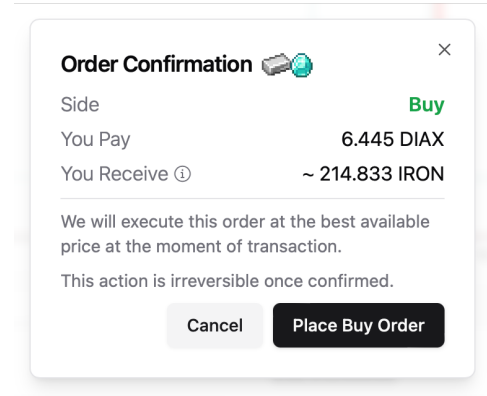 Order Confirmation
Side Buy
You Pay 6.445 DIAX
You Receive ~ 214.833 IRON
We will execute this order at the best available
price at the moment of transaction.
This action is irreversible once confirmed.
Cancel Place Buy Order